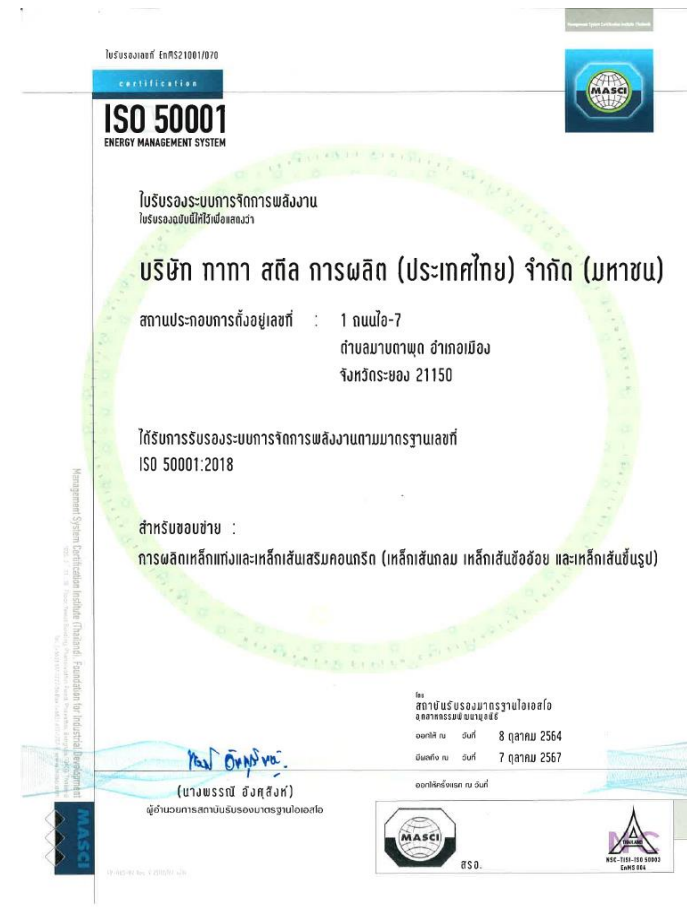 Management System Certification Institute Thailand
ใบรับรองเลขที่ EnMS21001/070
certification
MASCI
ISO 50001
ENERGY MANAGEMENT SYSTEM
ใบรับรองระบบการจัดการพลังงาน
ใบรับรองฉบับนี้ให้ไว้เพื่อแสดงว่า
บริษัท ทาทา สตีล การผลิต (ประเทศไทย) จำกัด (มหาชน)
สถานประกอบการตั้งอยู่เลขที่ : 1 ถนนไอ-7
ตำบลมาบตาพุด อำเภอเมือง
จังหวัดระยอง 21150
ได้รับการรับรองระบบการจัดการพลังงานตามมาตรฐานเลขที่
ISO 50001:2018
สำหรับขอบข่าย :
การผลิตเหล็กแท่งและเหล็กเส้นเสริมคอนกรีต (เหล็กเส้นกลม เหล็กเส้นข้ออ้อย และเหล็กเส้นขึ้นรูป)
Management System Certification Institute (Thailand), Foundation for Industrial Development
MASCI
โดย
สถาบันรับรองมาตรฐานไอเอสโอ
อุตสาหกรรมพัฒนามูลนิธิ
ออกให้ ณ วันที่ 8 ตุลาคม 2564
มีผลถึง ณ วันที่ 7 ตุลาคม 2567
ออกให้ครั้งแรก ณ วันที่
(นางพรรณี อังศุสิงห์)
ผู้อำนวยการสถาบันรับรองมาตรฐานไอเอสโอ
MASCI
สรอ.
NAC
THAILAND
NSC-TISI-ISO 50003
EnMS 004